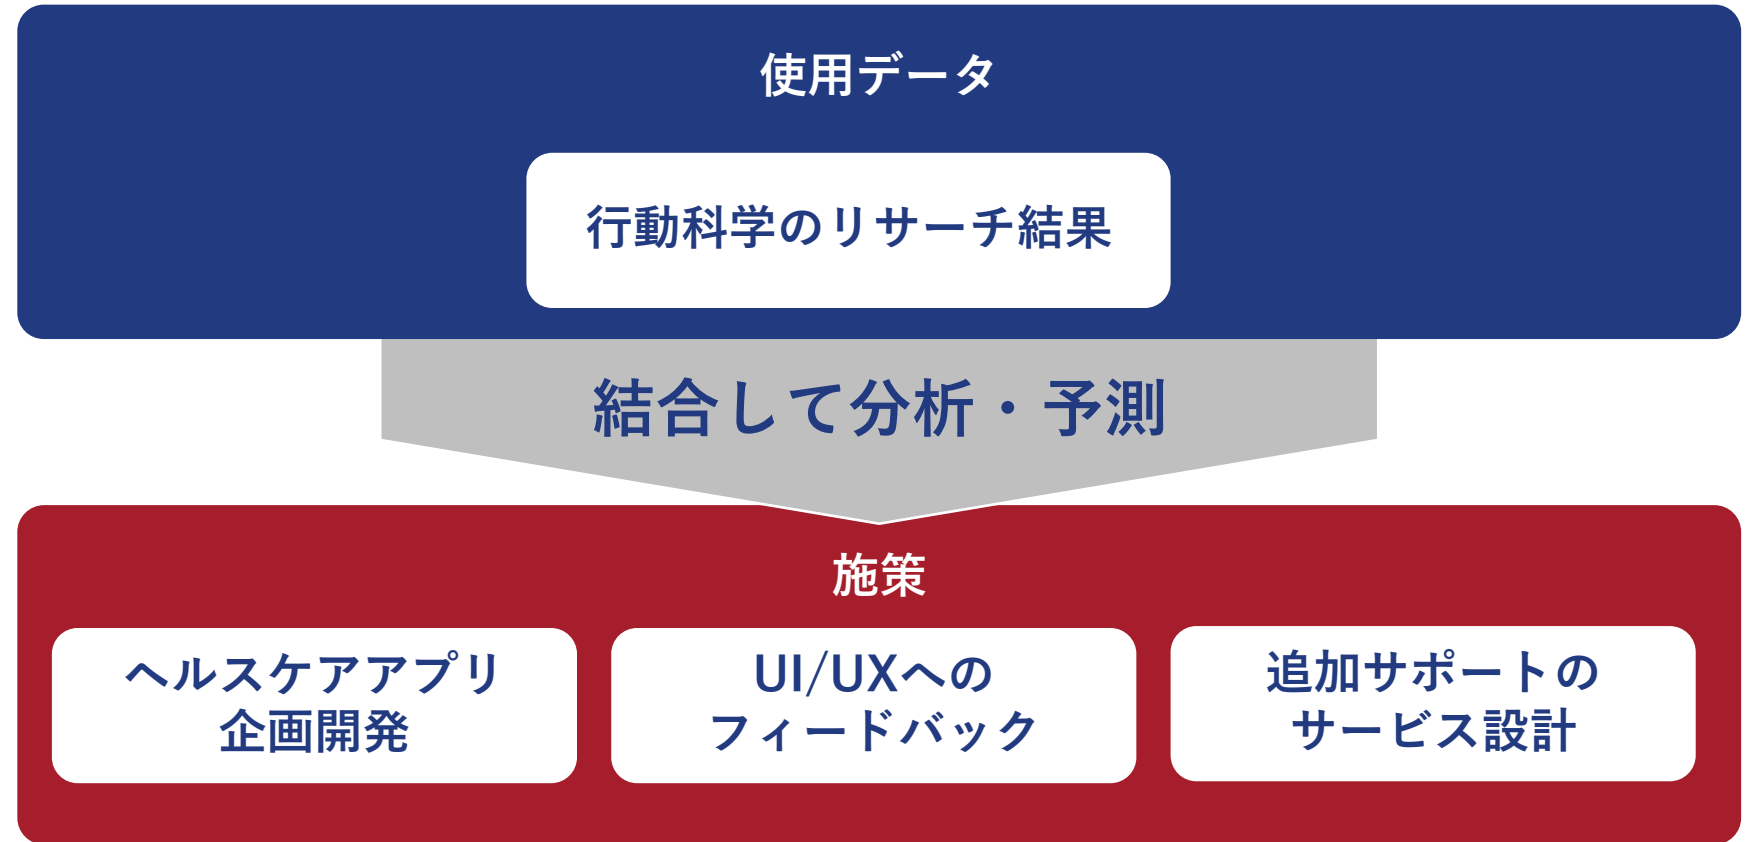 使用データ
行動科学のリサーチ結果
結合して分析・予測
施策
ヘルスケアアプリ
企画開発
UI/UXへの
フィードバック
追加サポートの
サービス設計